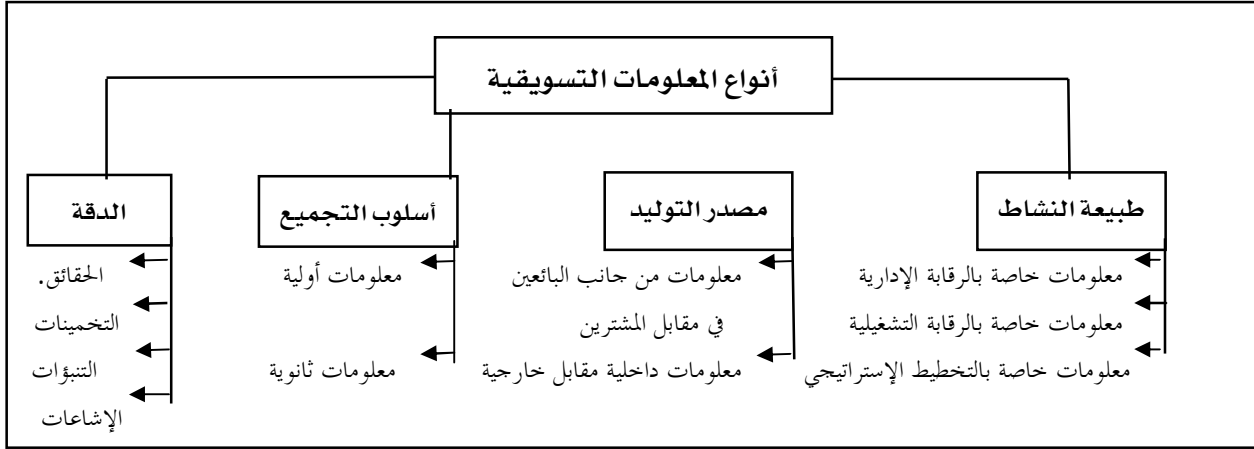 أنواع المعلومات التسويقية
طبيعة النشاط
معلومات خاصة بالرقابة الإدارية
معلومات خاصة بالرقابة التشغيلية
معلومات خاصة بالتخطيط الإستراتيجي
مصدر التوليد
معلومات من جانب البائعين
في مقابل المشترين
معلومات داخلية مقابل خارجية
أسلوب التجميع
معلومات أولية
معلومات ثانوية
الدقة
الحقائق.
التخمينات
التنبؤات
الإشاعات